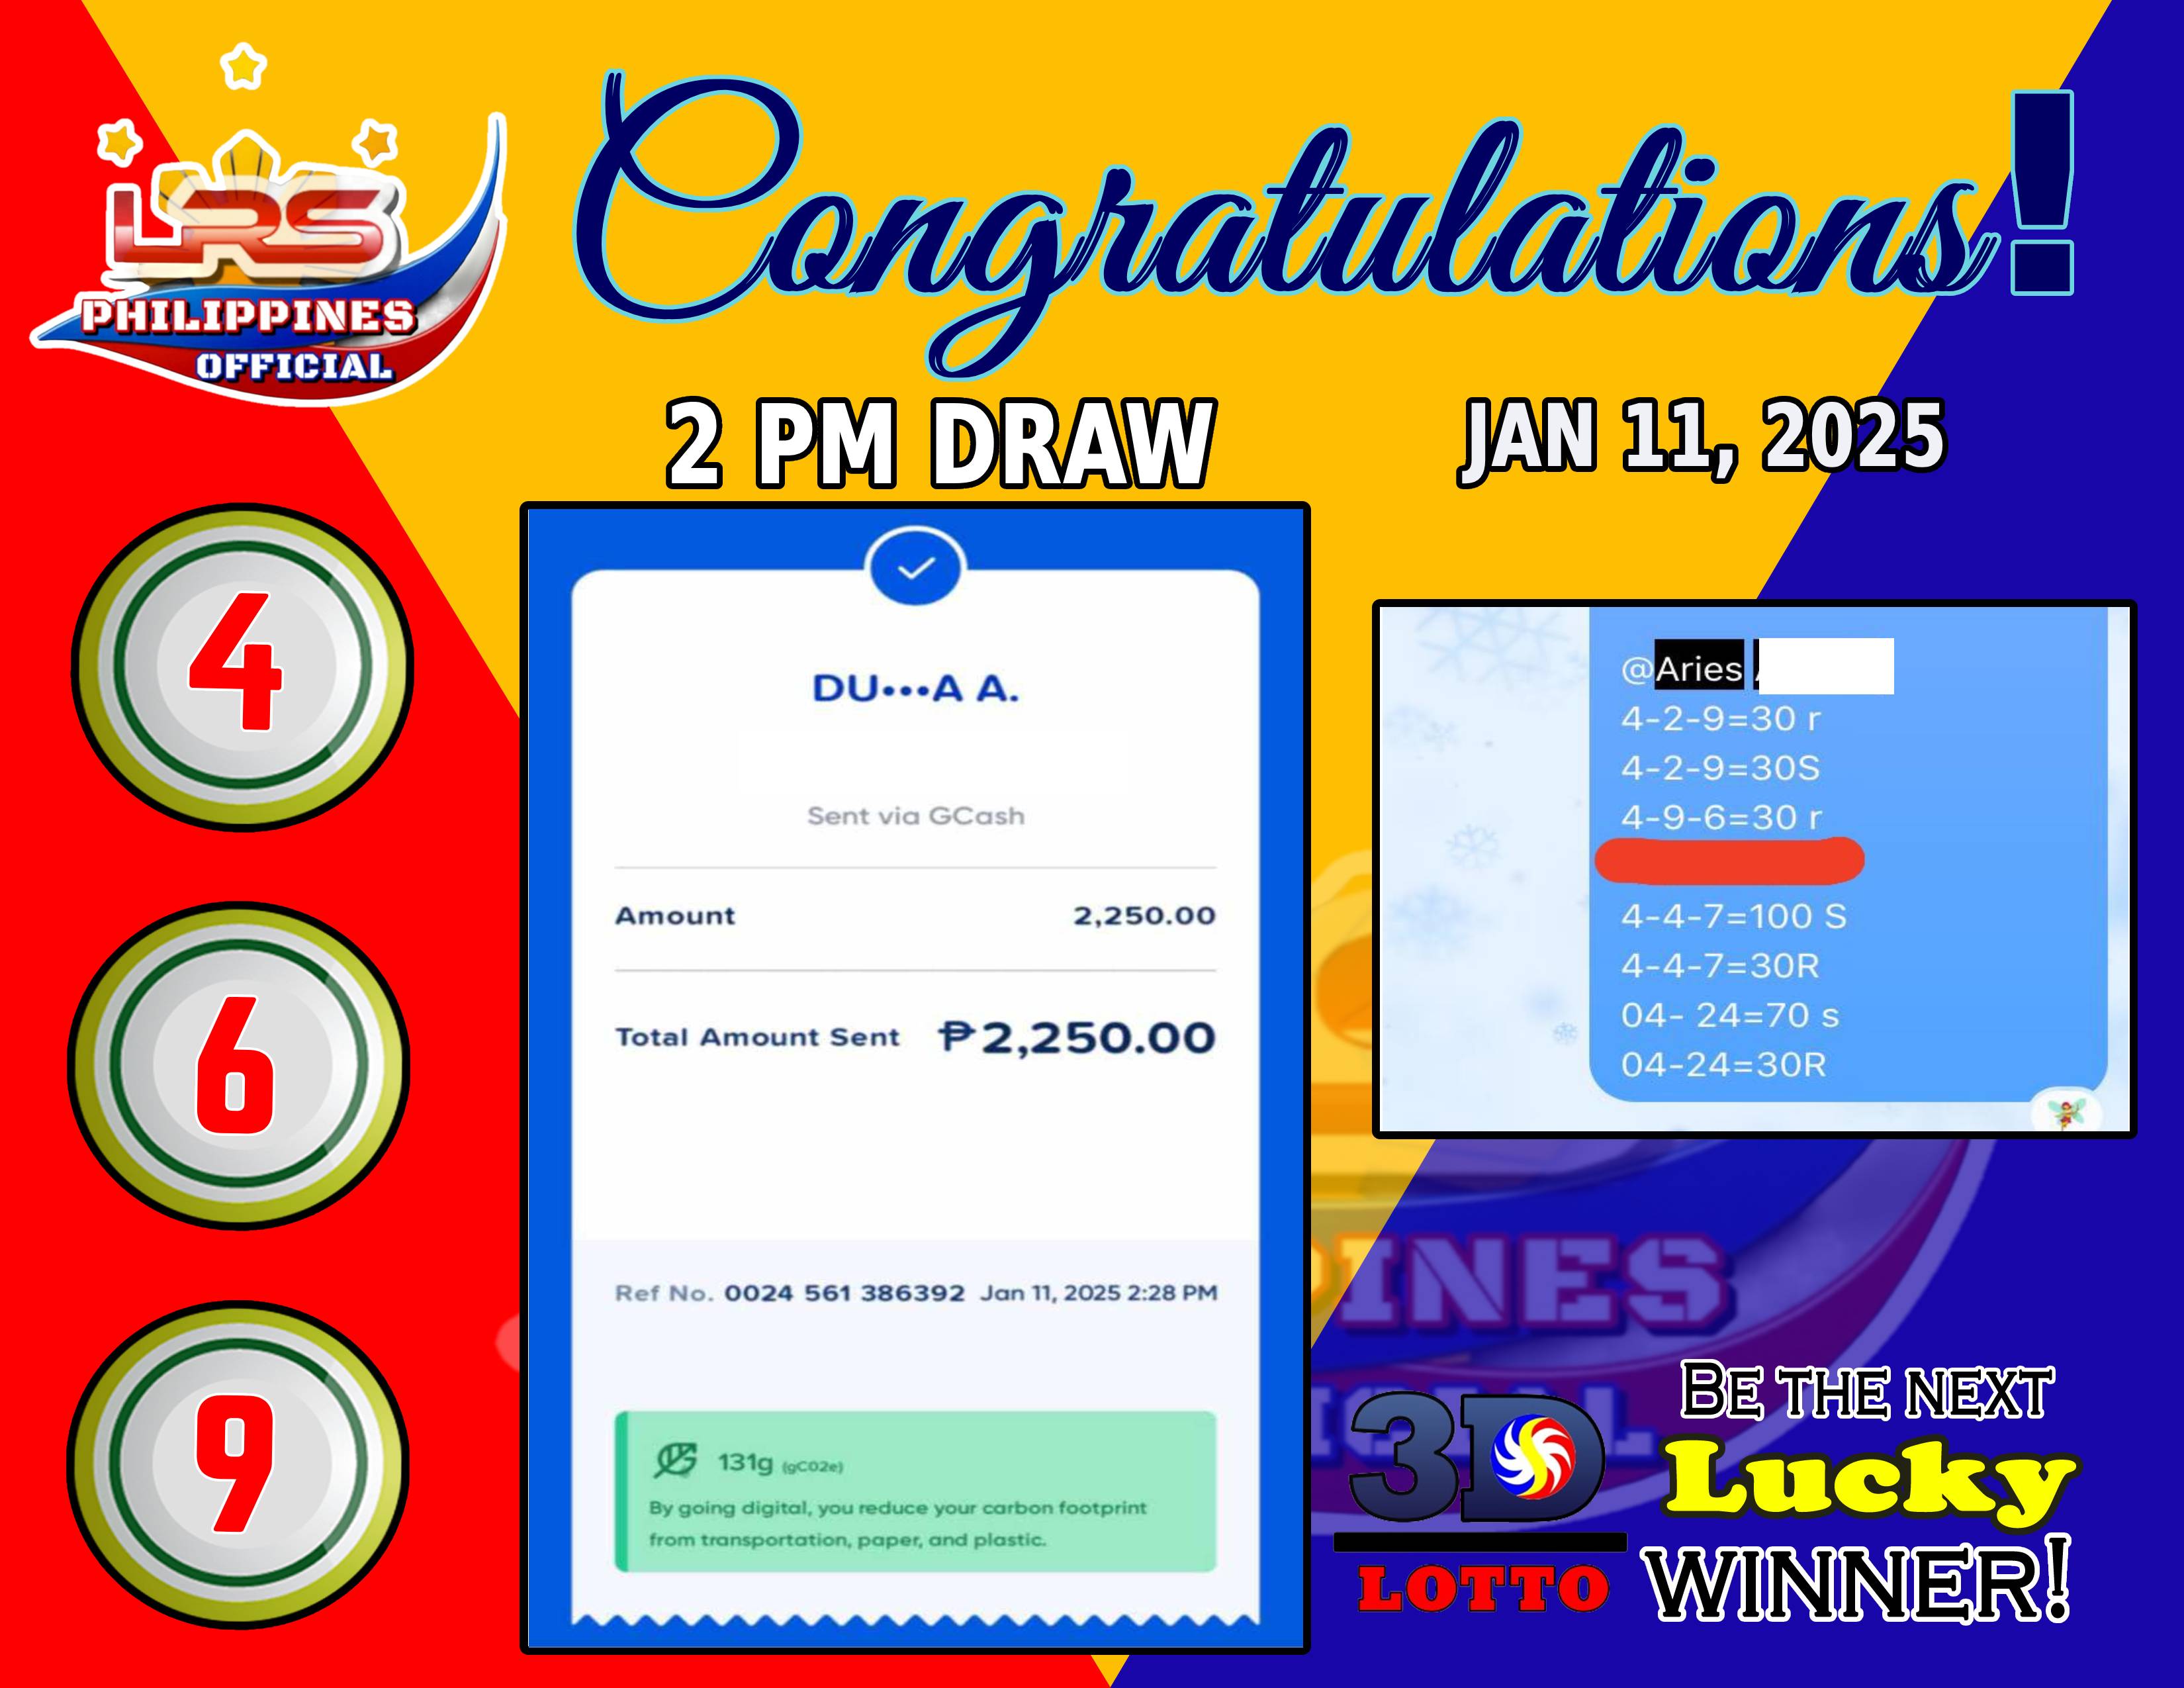 LRS
PHILIPPINES
OFFICIAL
Congratulations!
2 PM DRAW
JAN 11, 2025
4
6
9
DU•••A A.
Sent via GCash
Amount 2,250.00
Total Amount Sent ₱2,250.00
Ref No. 0024 561 386392 Jan 11, 2025 2:28 PM
131g (gCO2e)
By going digital, you reduce your carbon footprint
from transportation, paper, and plastic.
@Aries
4-2-9=30 r
4-2-9=30S
4-9-6=30 r
4-4-7=100 S
4-4-7=30R
04- 24=70 s
04-24=30R
PINES
ICIAL
3D
LOTTO
BE THE NEXT
Lucky
WINNER!